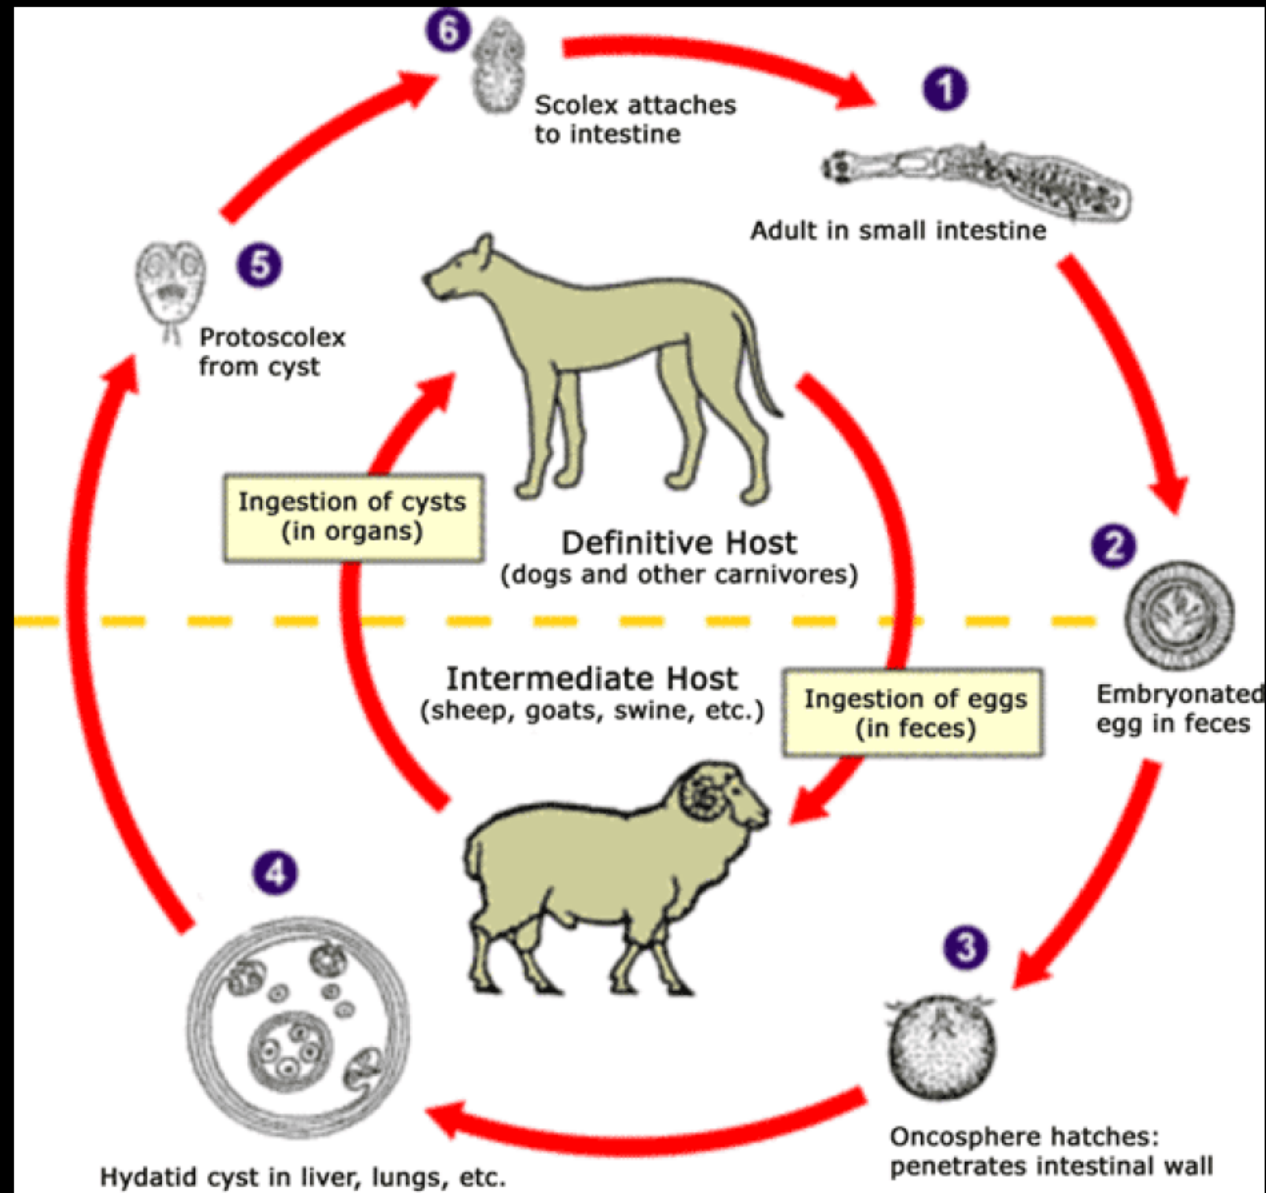 6
Scolex attaches
to intestine
1
Adult in small intestine
5
Protoscolex
from cyst
Ingestion of cysts
(in organs)
Definitive Host
(dogs and other carnivores)
2
Embryonated
egg in feces
Intermediate Host
(sheep, goats, swine, etc.)
Ingestion of eggs
(in feces)
4
Hydatid cyst in liver, lungs, etc.
3
Oncosphere hatches:
penetrates intestinal wall